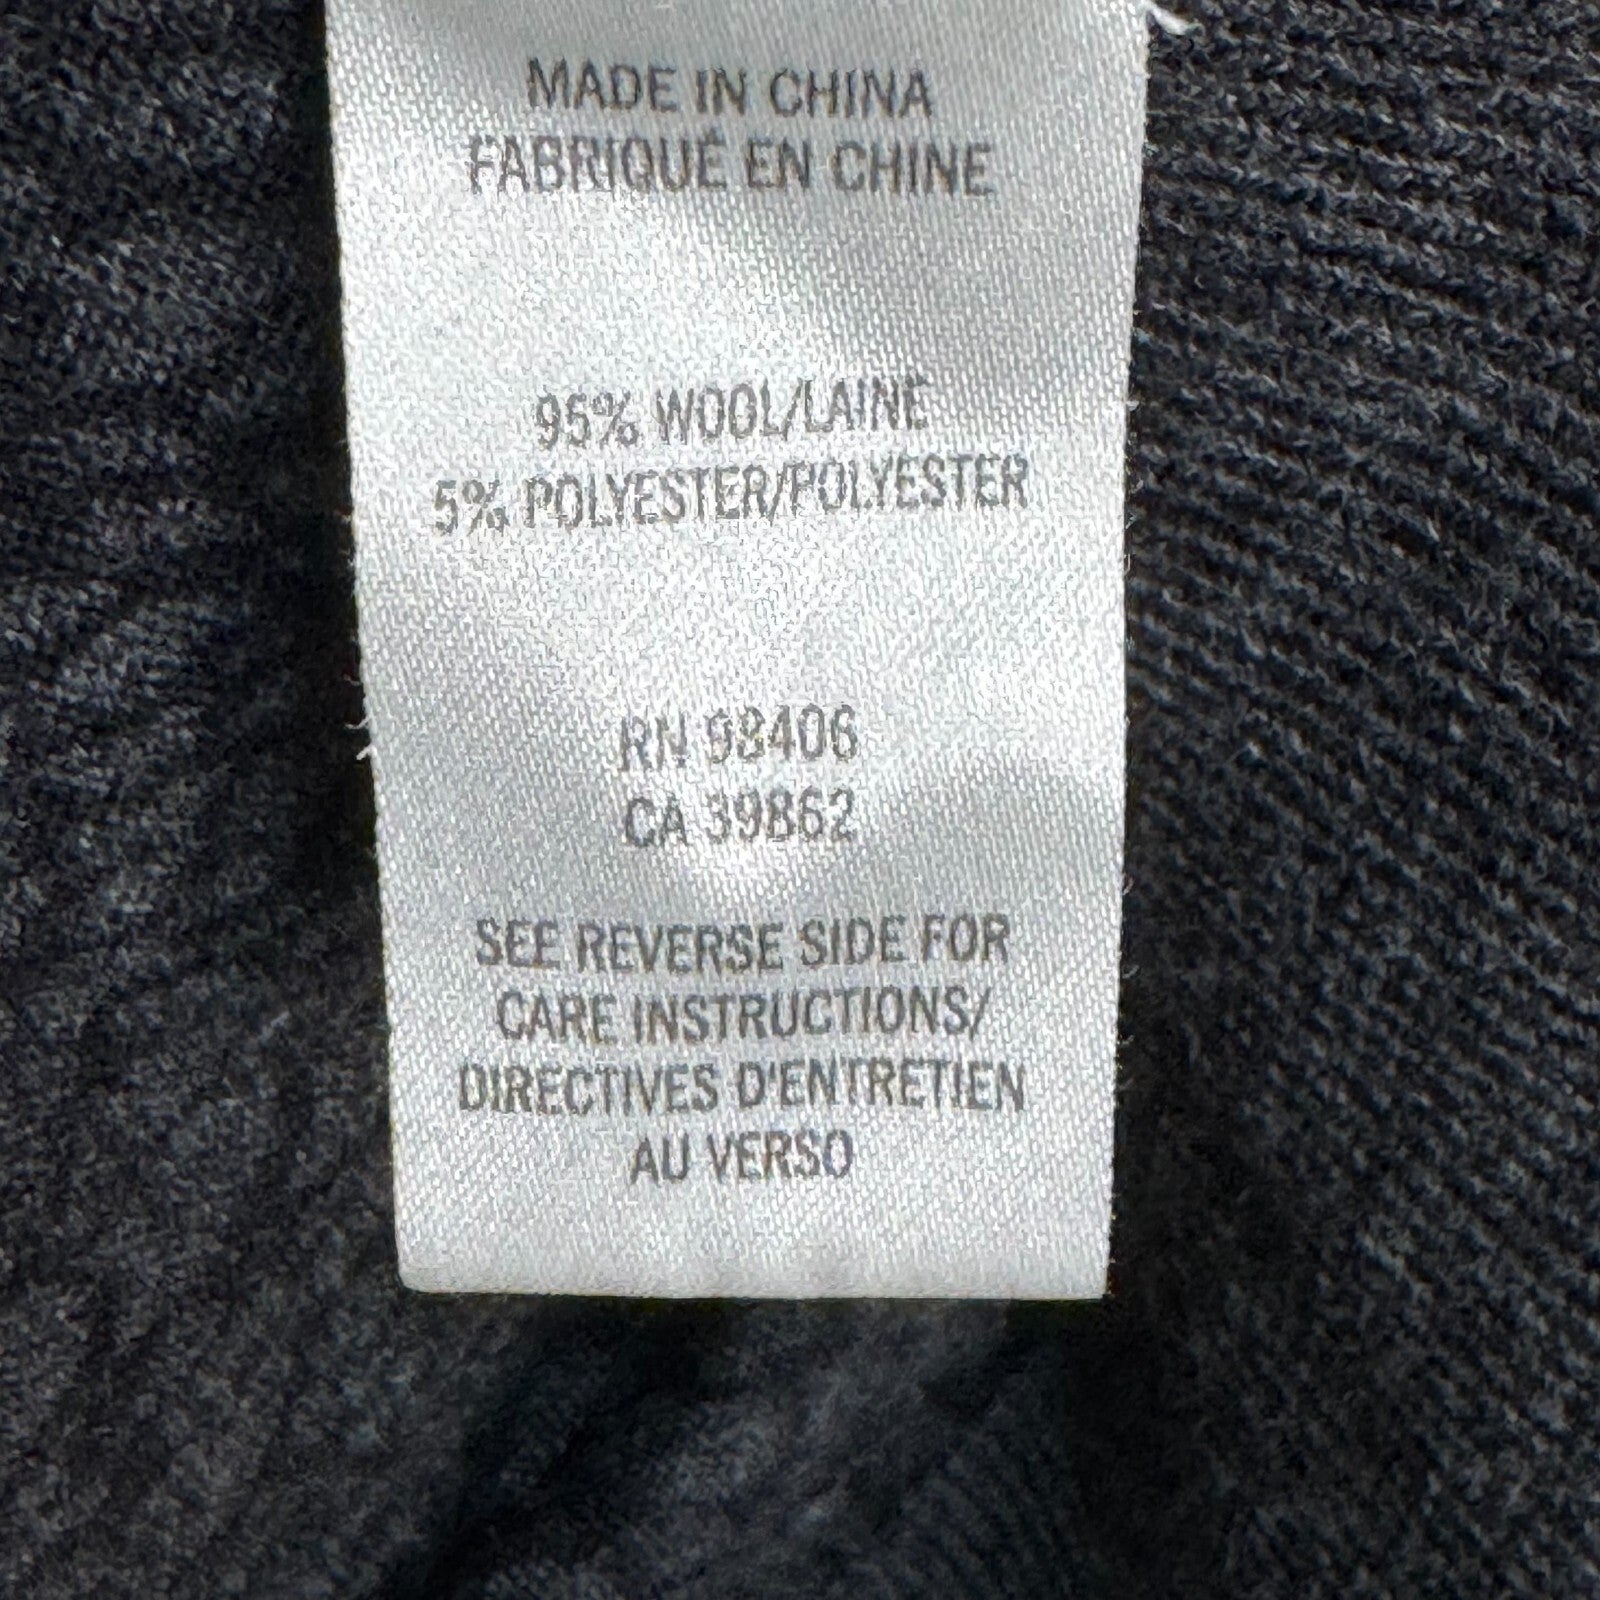 MADE IN CHINA
FABRIQUÉ EN CHINE
95% WOOL/LAINE
5% POLYESTER/POLYESTER
RN 98406
CA 39862
SEE REVERSE SIDE FOR
CARE INSTRUCTIONS/
DIRECTIVES D'ENTRETIEN
AU VERSO